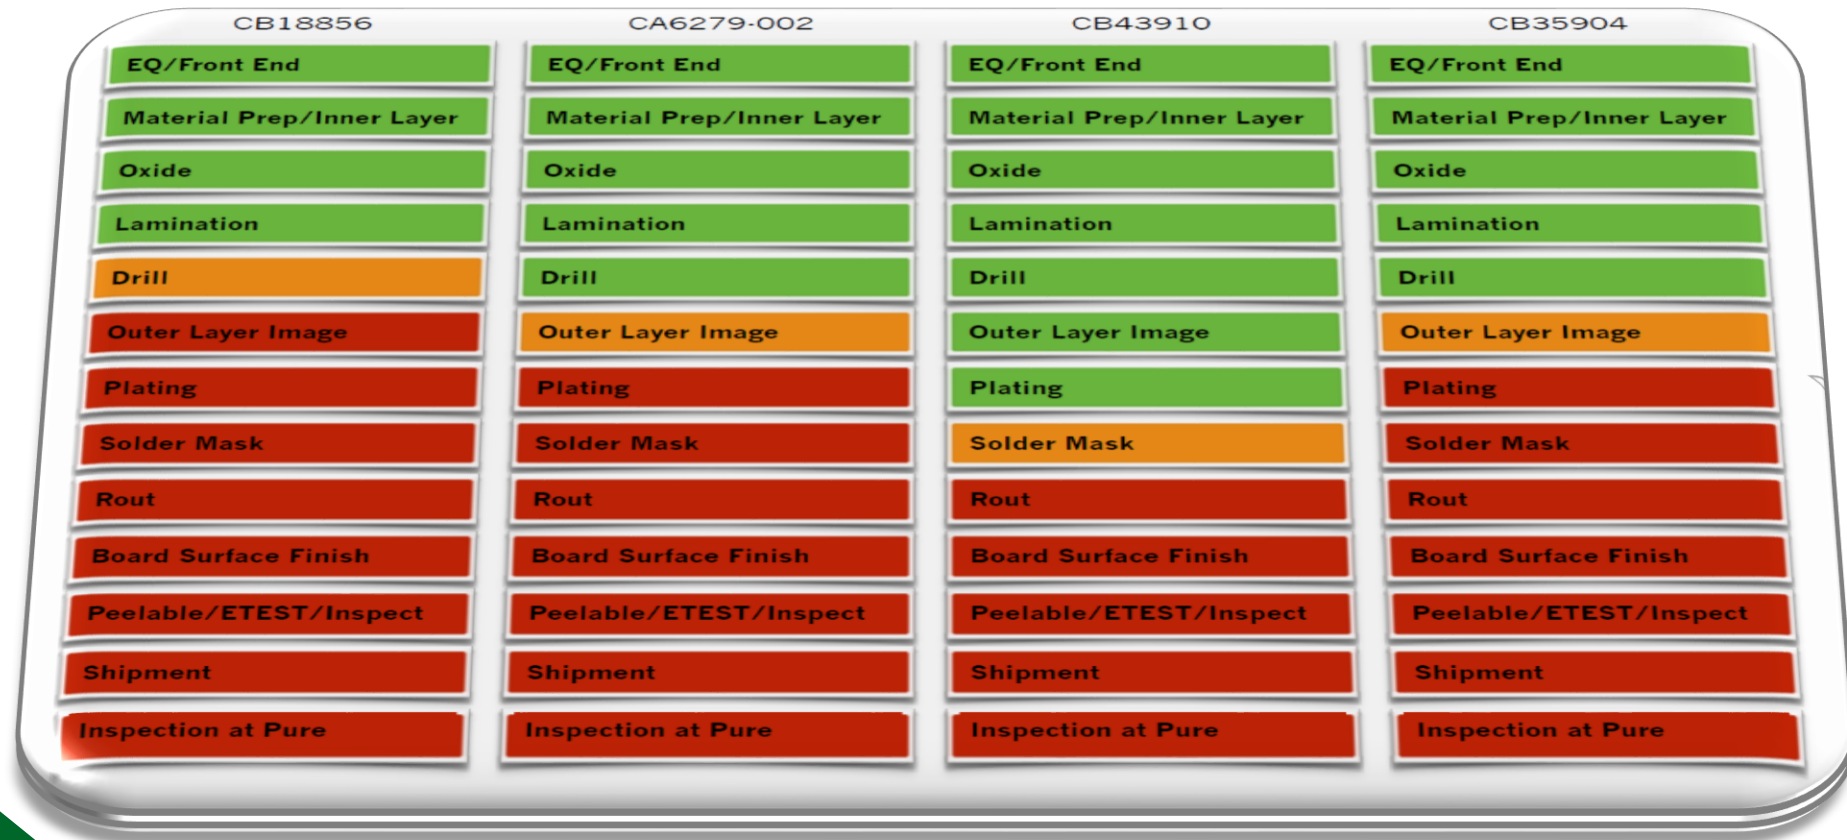 CB18856 CA6279-002 CB43910 CB35904
EQ/Front End EQ/Front End EQ/Front End EQ/Front End
Material Prep/Inner Layer Material Prep/Inner Layer Material Prep/Inner Layer Material Prep/Inner Layer
Oxide Oxide Oxide Oxide
Lamination Lamination Lamination Lamination
Drill Drill Drill Drill
Outer Layer Image Outer Layer Image Outer Layer Image Outer Layer Image
Plating Plating Plating Plating
Solder Mask Solder Mask Solder Mask Solder Mask
Rout Rout Rout Rout
Board Surface Finish Board Surface Finish Board Surface Finish Board Surface Finish
Peelable/ETEST/Inspect Peelable/ETEST/Inspect Peelable/ETEST/Inspect Peelable/ETEST/Inspect
Shipment Shipment Shipment Shipment
Inspection at Pure Inspection at Pure Inspection at Pure Inspection at Pure